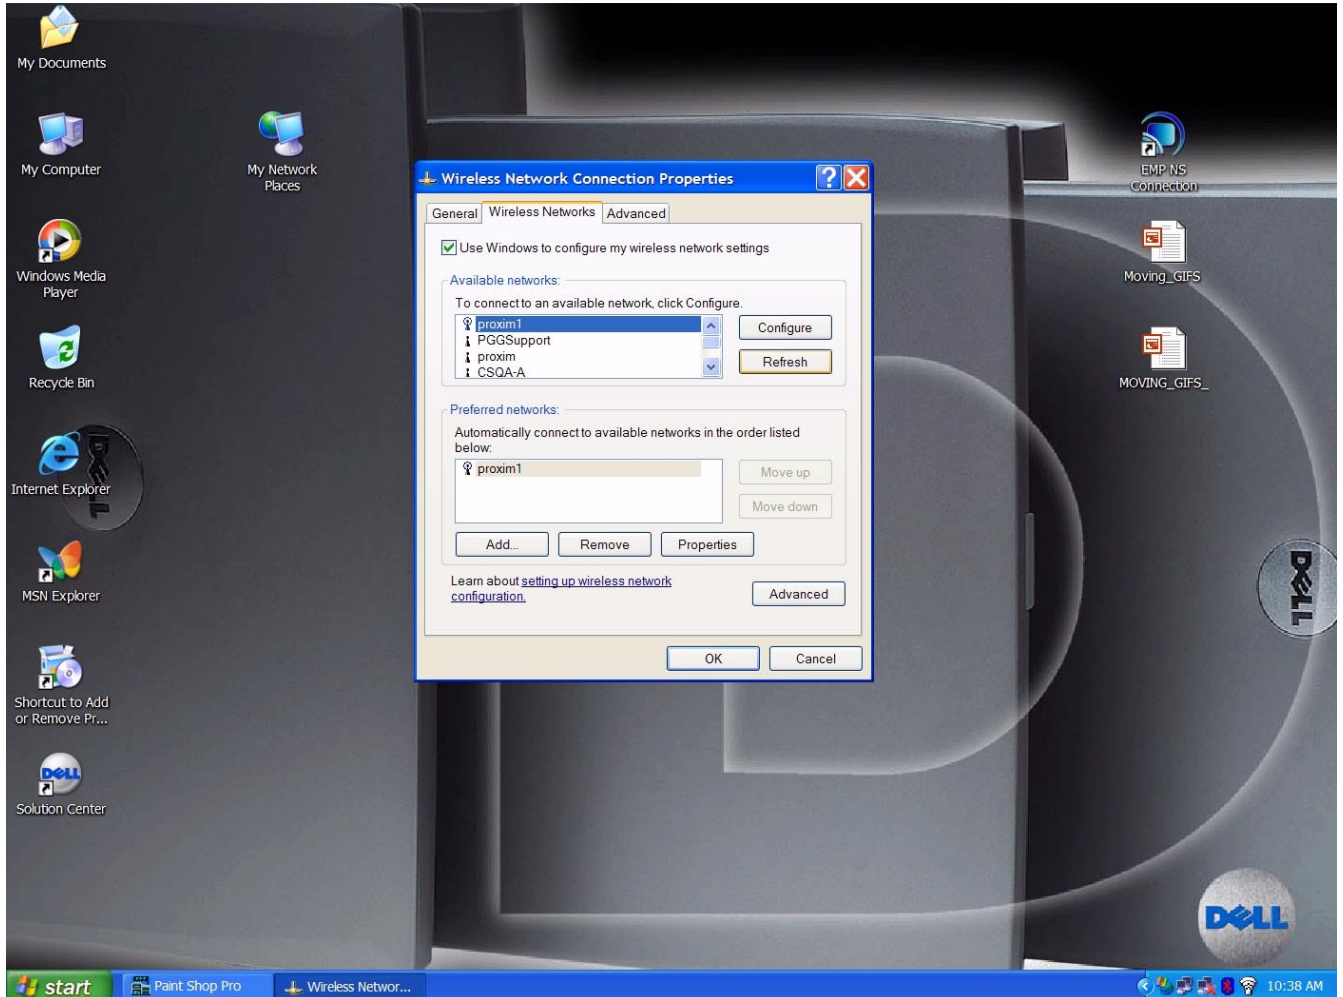 My Documents
My Computer
My Network
Places
Windows Media
Player
Recycle Bin
DELL
Internet Explorer
MSN Explorer
Shortcut to Add
or Remove Pr...
DELL
Solution Center
Wireless Network Connection Properties
General
Wireless Networks
Advanced
Use Windows to configure my wireless network settings
Available networks:
To connect to an available network, click Configure.
proxim1
PGGSupport
proxim
CSQA-A
Configure
Refresh
Preferred networks:
Automatically connect to available networks in the order listed
below:
proxim1
Move up
Move down
Add...
Remove
Properties
Learn about setting up wireless network
configuration.
Advanced
OK
Cancel
EMP NS
Connection
Moving_GIFS
MOVING_GIFS_
DELL
DELL
start
Paint Shop Pro
Wireless Networ...
10:38 AM